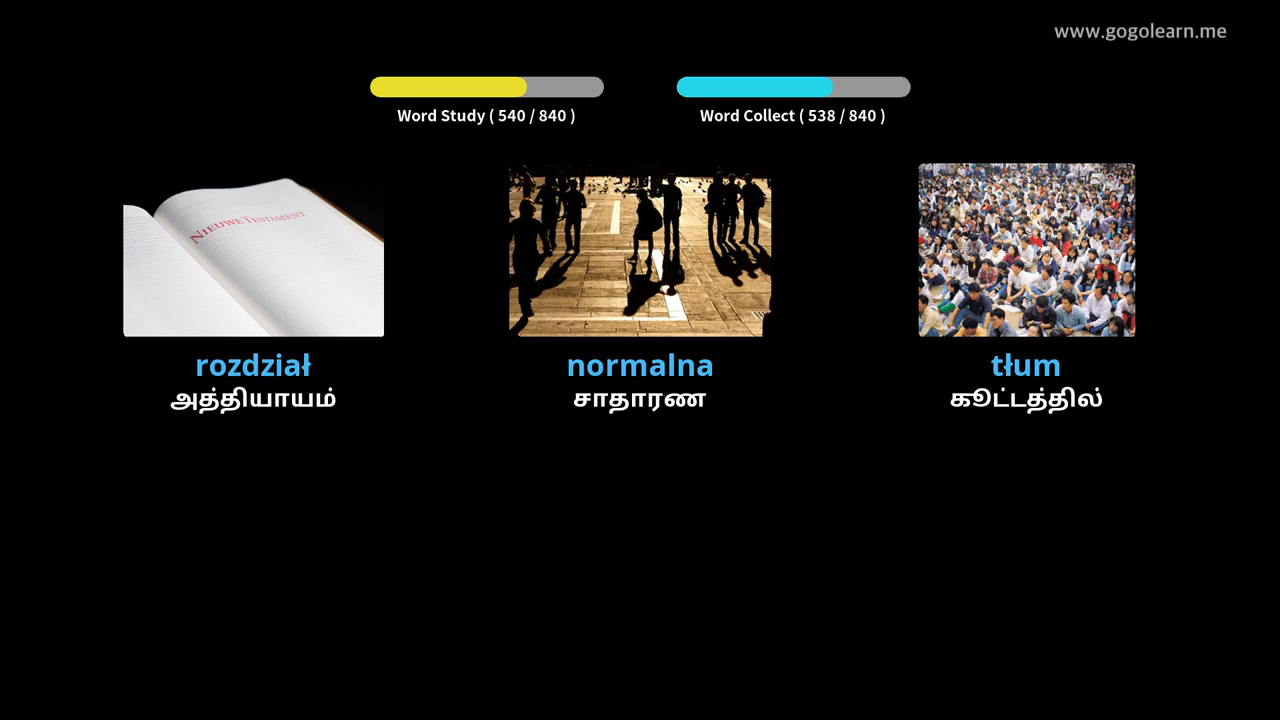 www.gogolearn.me
Word Study ( 540 / 840 )
Word Collect ( 538 / 840 )
NIEUWE TESTAMENT
rozdział
அத்தியாயம்
normalna
சாதாரண
tłum
கூட்டத்தில்